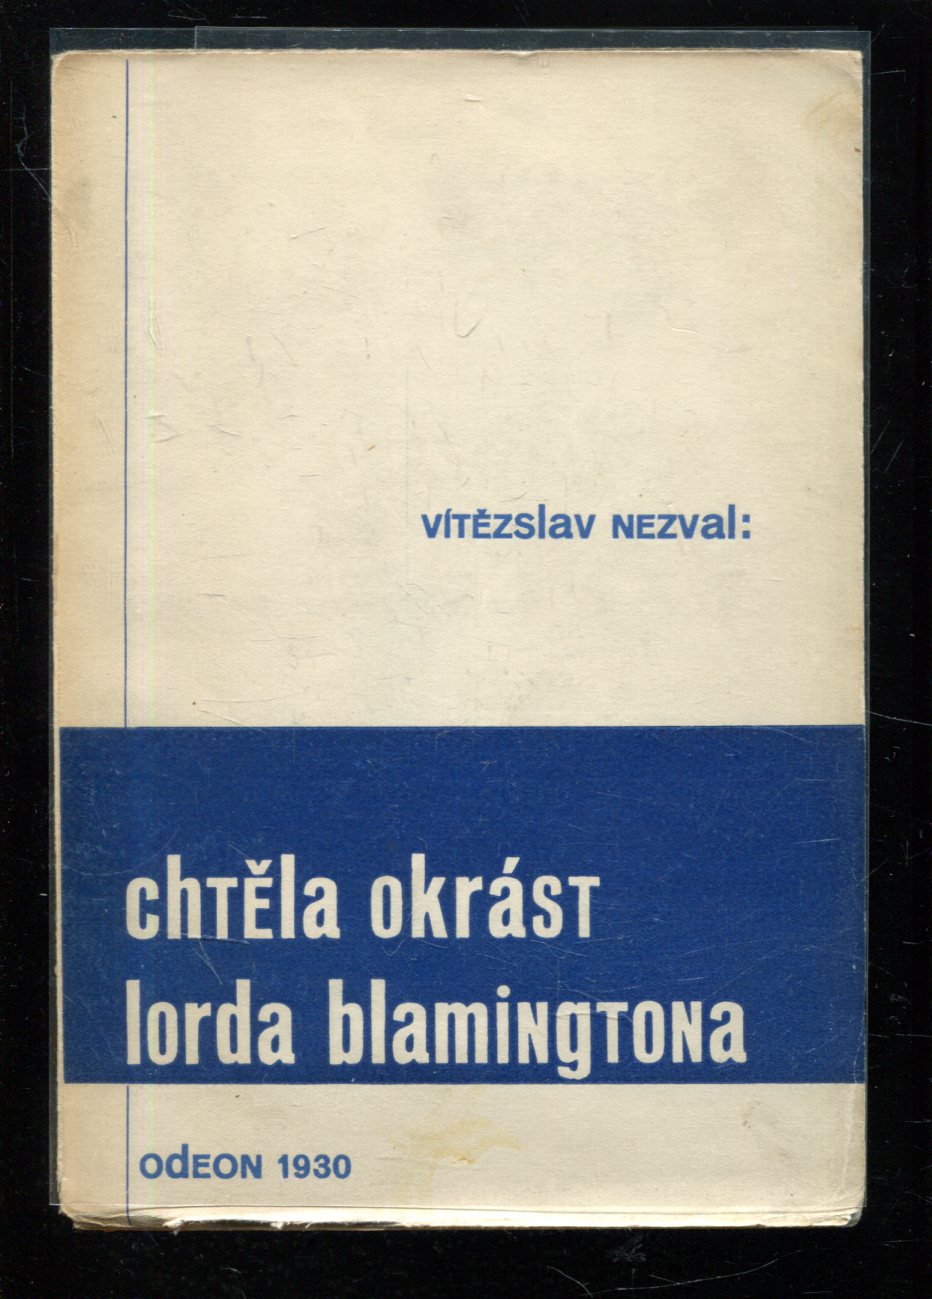 vítězslav nezval:
chtěla okrást
lorda blamingtona
odeon 1930